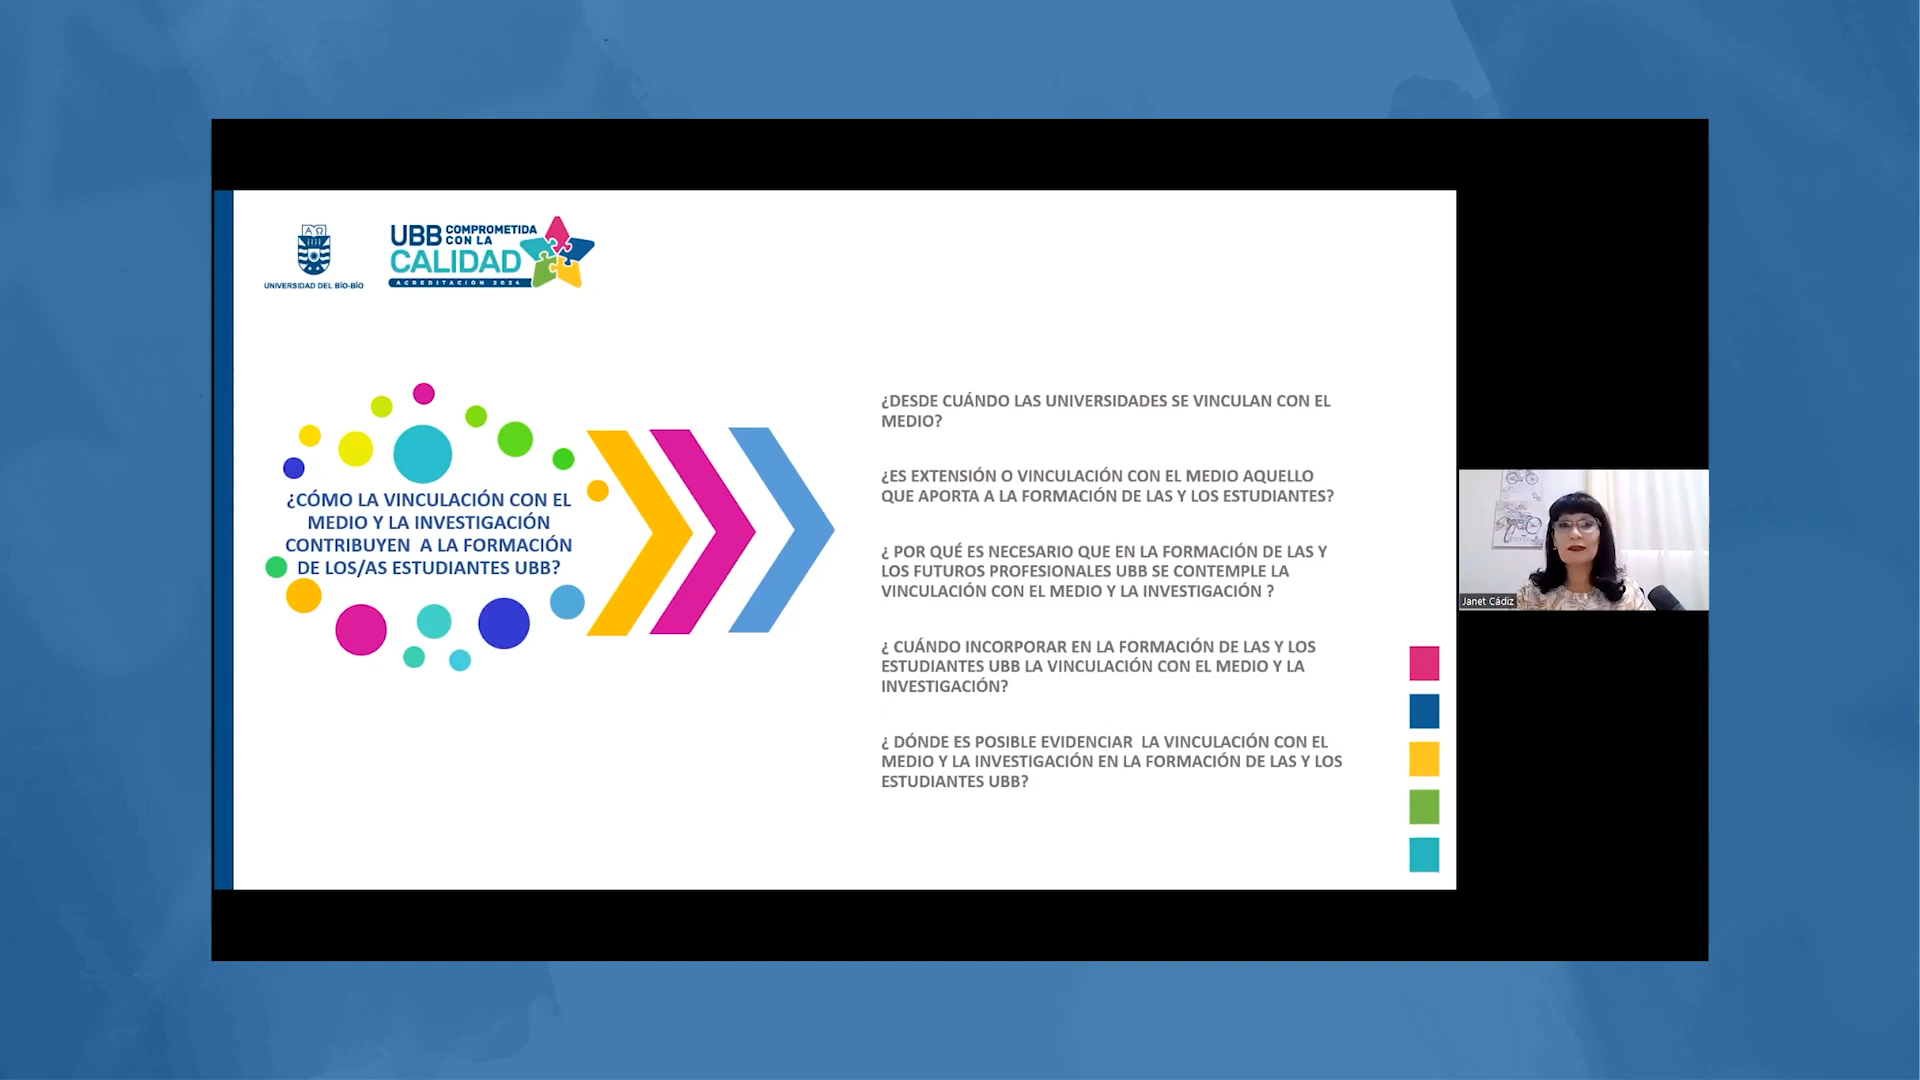 ΑΩ
UNIVERSIDAD DEL BÍO-BÍO
UBB COMPROMETIDA
CON LA
CALIDAD
ACREDITACIÓN 2024
¿CÓMO LA VINCULACIÓN CON EL
MEDIO Y LA INVESTIGACIÓN
CONTRIBUYEN A LA FORMACIÓN
DE LOS/AS ESTUDIANTES UBB?
¿DESDE CUÁNDO LAS UNIVERSIDADES SE VINCULAN CON EL
MEDIO?
¿ES EXTENSIÓN O VINCULACIÓN CON EL MEDIO AQUELLO
QUE APORTA A LA FORMACIÓN DE LAS Y LOS ESTUDIANTES?
¿ POR QUÉ ES NECESARIO QUE EN LA FORMACIÓN DE LAS Y
LOS FUTUROS PROFESIONALES UBB SE CONTEMPLE LA
VINCULACIÓN CON EL MEDIO Y LA INVESTIGACIÓN ?
¿ CUÁNDO INCORPORAR EN LA FORMACIÓN DE LAS Y LOS
ESTUDIANTES UBB LA VINCULACIÓN CON EL MEDIO Y LA
INVESTIGACIÓN?
¿ DÓNDE ES POSIBLE EVIDENCIAR LA VINCULACIÓN CON EL
MEDIO Y LA INVESTIGACIÓN EN LA FORMACIÓN DE LAS Y LOS
ESTUDIANTES UBB?
Janet Cádiz